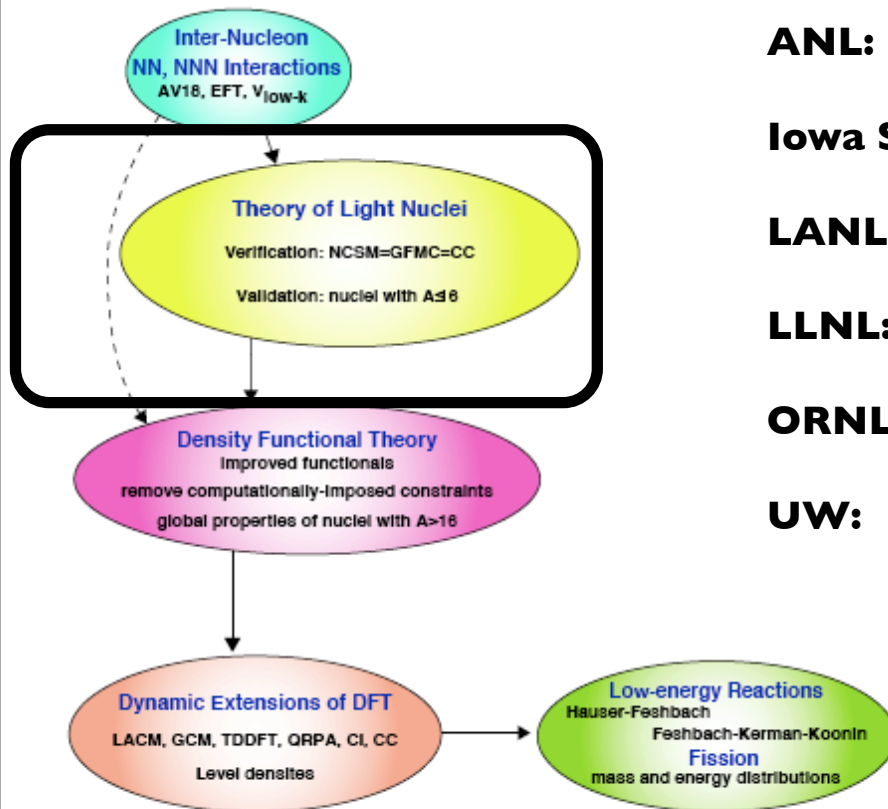 Inter-Nucleon
NN, NNN Interactions
AV18, EFT, Vlow-k
Theory of Light Nuclei
Verification: NCSM=GFMC=CC
Validation: nuclei with A≤16
Density Functional Theory
improved functionals
remove computationally-imposed constraints
global properties of nuclei with A>16
Dynamic Extensions of DFT
LACM, GCM, TDDFT, QRPA, CI, CC
Level densites
Low-energy Reactions
Hauser-Feshbach
Feshbach-Kerman-Koonin
Fission
mass and energy distributions
ANL:
Iowa S
LANL
LLNL:
ORNL
UW: